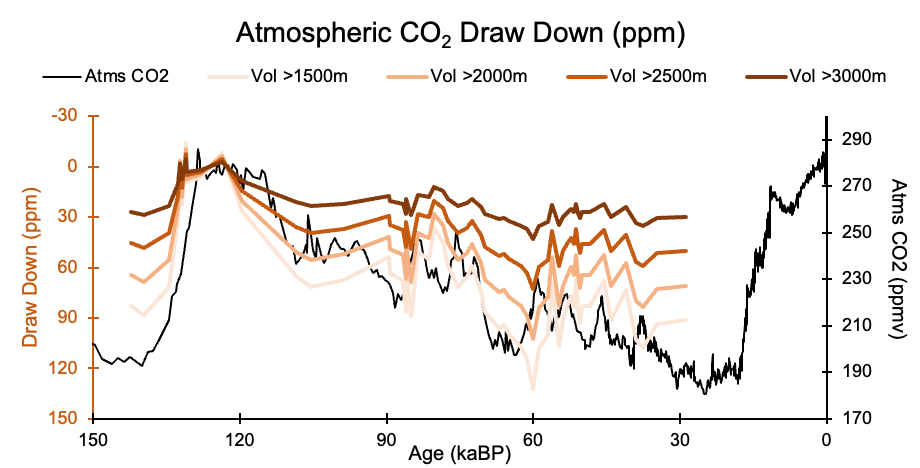 Atmospheric CO2 Draw Down (ppm)
Atms CO2 Vol >1500m Vol >2000m Vol >2500m Vol >3000m
-30
0
30
60
90
120
150
Draw Down (ppm)
290
270
250
230
210
190
170
Atms CO2 (ppmv)
150 120 90 60 30 0
Age (kaBP)